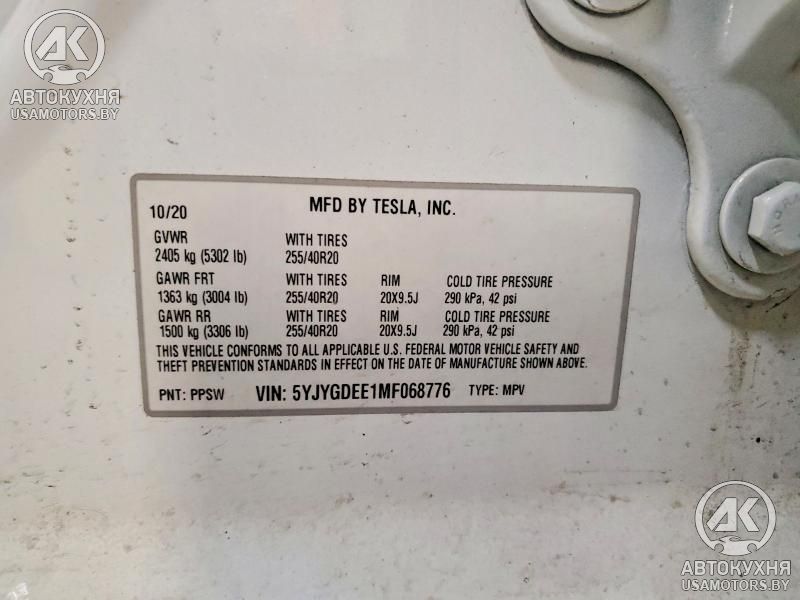 AK
АВТОКУХНЯ
USAMOTORS.BY
10/20 MFD BY TESLA, INC.
GVWR WITH TIRES
2405 kg (5302 lb) 255/40R20
GAWR FRT WITH TIRES RIM COLD TIRE PRESSURE
1363 kg (3004 lb) 255/40R20 20X9.5J 290 kPa, 42 psi
GAWR RR WITH TIRES RIM COLD TIRE PRESSURE
1500 kg (3306 lb) 255/40R20 20X9.5J 290 kPa, 42 psi
THIS VEHICLE CONFORMS TO ALL APPLICABLE U.S. FEDERAL MOTOR VEHICLE SAFETY AND
THEFT PREVENTION STANDARDS IN EFFECT ON THE DATE OF MANUFACTURE SHOWN ABOVE.
PNT: PPSW VIN: 5YJYGDEE1MF068776 TYPE: MPV
AK
АВТОКУХНЯ
USAMOTORS.BY